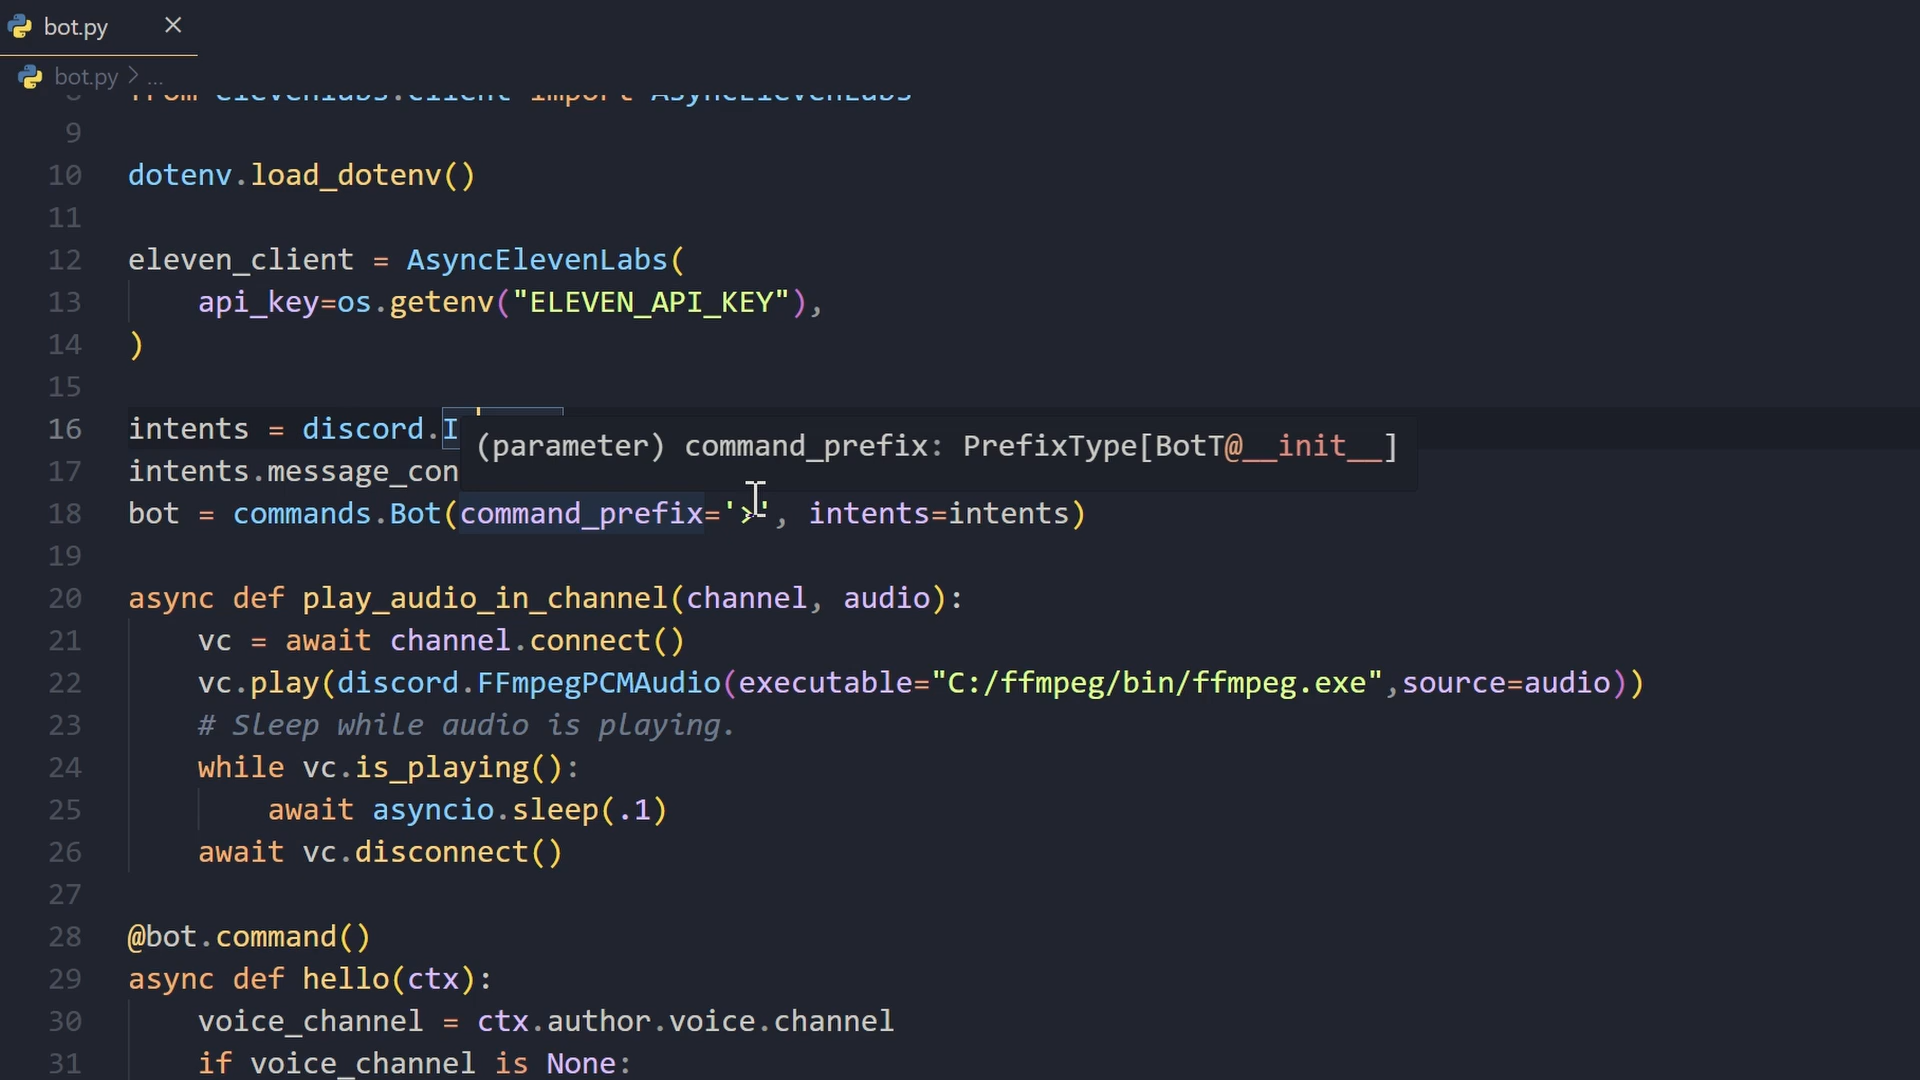 bot.py
bot.py > ...
from elevenlabs.client import AsyncElevenLabs
9
10 dotenv.load_dotenv()
11
12 eleven_client = AsyncElevenLabs(
13 api_key=os.getenv("ELEVEN_API_KEY"),
14 )
15
16 intents = discord.I
(parameter) command_prefix: PrefixType[BotT@__init__]
17 intents.message_con
18 bot = commands.Bot(command_prefix='>', intents=intents)
19
20 async def play_audio_in_channel(channel, audio):
21 vc = await channel.connect()
22 vc.play(discord.FFmpegPCMAudio(executable="C:/ffmpeg/bin/ffmpeg.exe",source=audio))
23 # Sleep while audio is playing.
24 while vc.is_playing():
25 await asyncio.sleep(.1)
26 await vc.disconnect()
27
28 @bot.command()
29 async def hello(ctx):
30 voice_channel = ctx.author.voice.channel
31 if voice_channel is None: